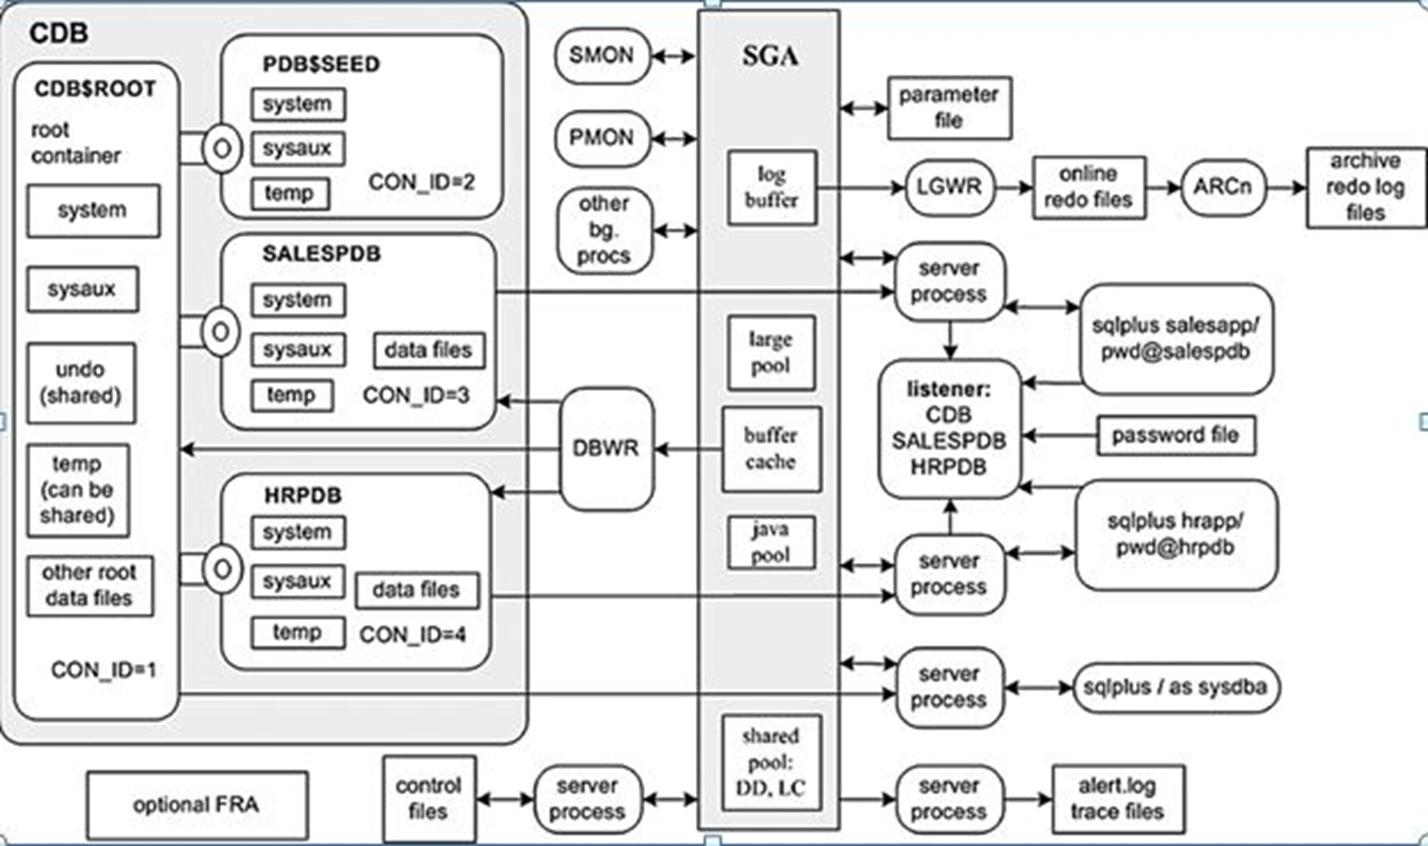 CDB
CDB$ROOT
root
container
system
sysaux
undo
(shared)
temp
(can be
shared)
other root
data files
CON_ID=1
PDB$SEED
system
sysaux
temp
CON_ID=2
SALESPDB
system
sysaux
data files
temp
CON_ID=3
HRPDB
system
sysaux
data files
temp
CON_ID=4
optional FRA
SMON
PMON
other
bg.
procs
DBWR
control
files
server
process
SGA
log
buffer
large
pool
buffer
cache
java
pool
shared
pool:
DD, LC
parameter
file
LGWR
online
redo files
ARCn
archive
redo log
files
server
process
sqlplus salesapp/
pwd@salespdb
listener:
CDB
SALESPDB
HRPDB
password file
sqlplus hrapp/
pwd@hrpdb
server
process
server
process
sqlplus / as sysdba
server
process
alert.log
trace files